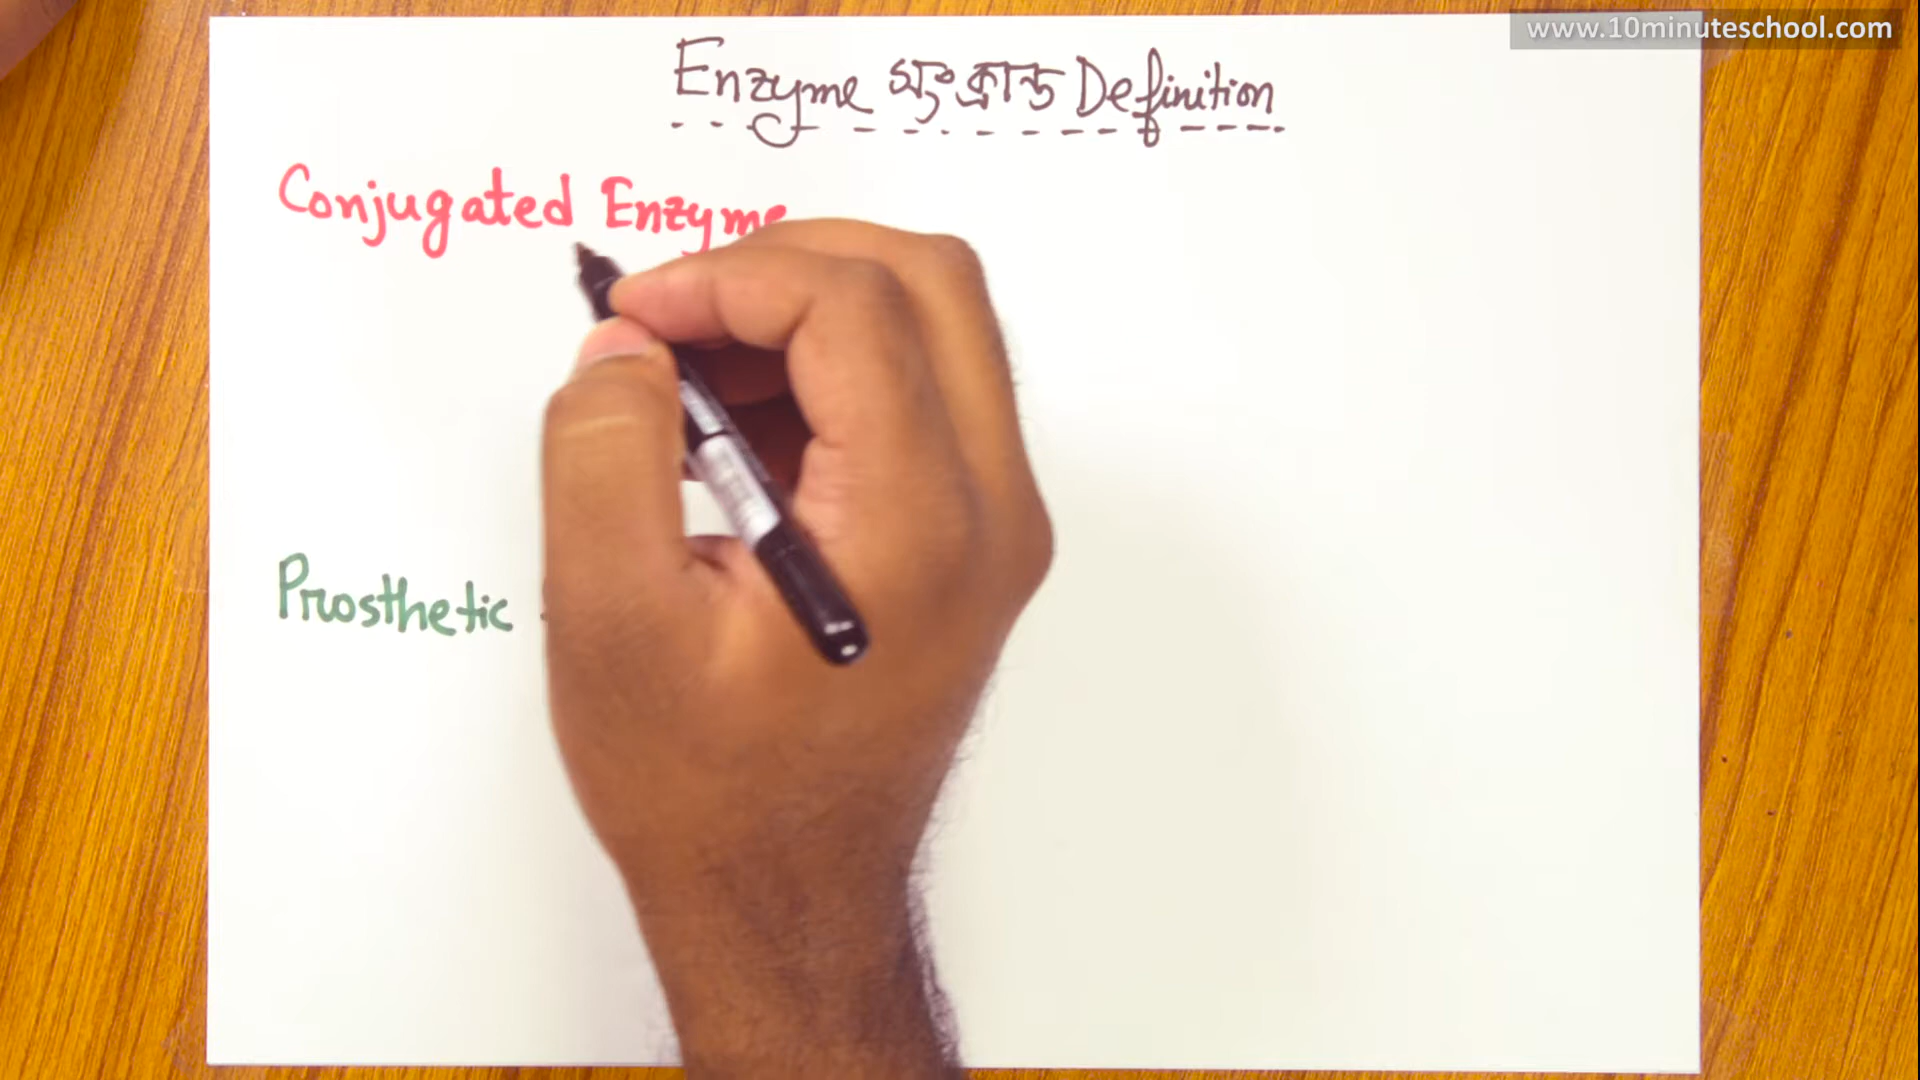 www.10minuteschool.com
Enzyme সংক্রান্ত Definition
Conjugated Enzyme
Prosthetic